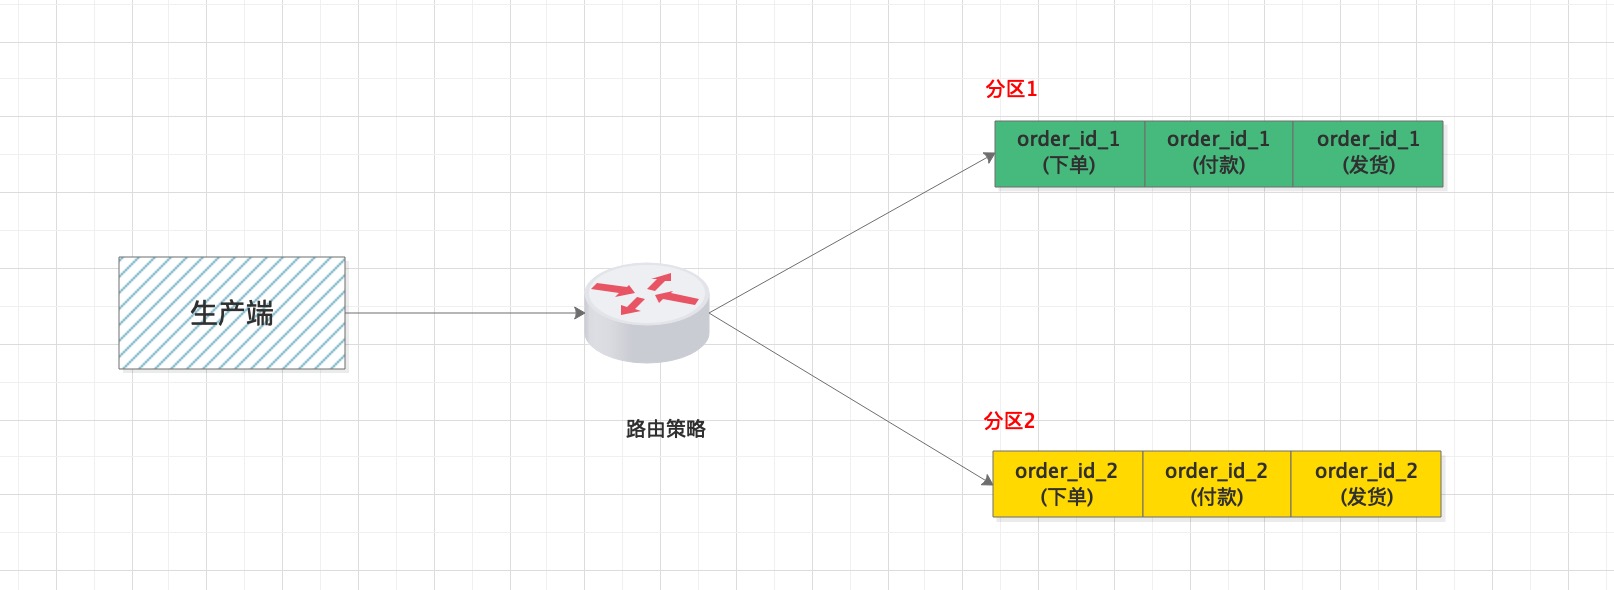 分区1
order_id_1 order_id_1 order_id_1
(下单) (付款) (发货)
生产端
路由策略
分区2
order_id_2 order_id_2 order_id_2
(下单) (付款) (发货)